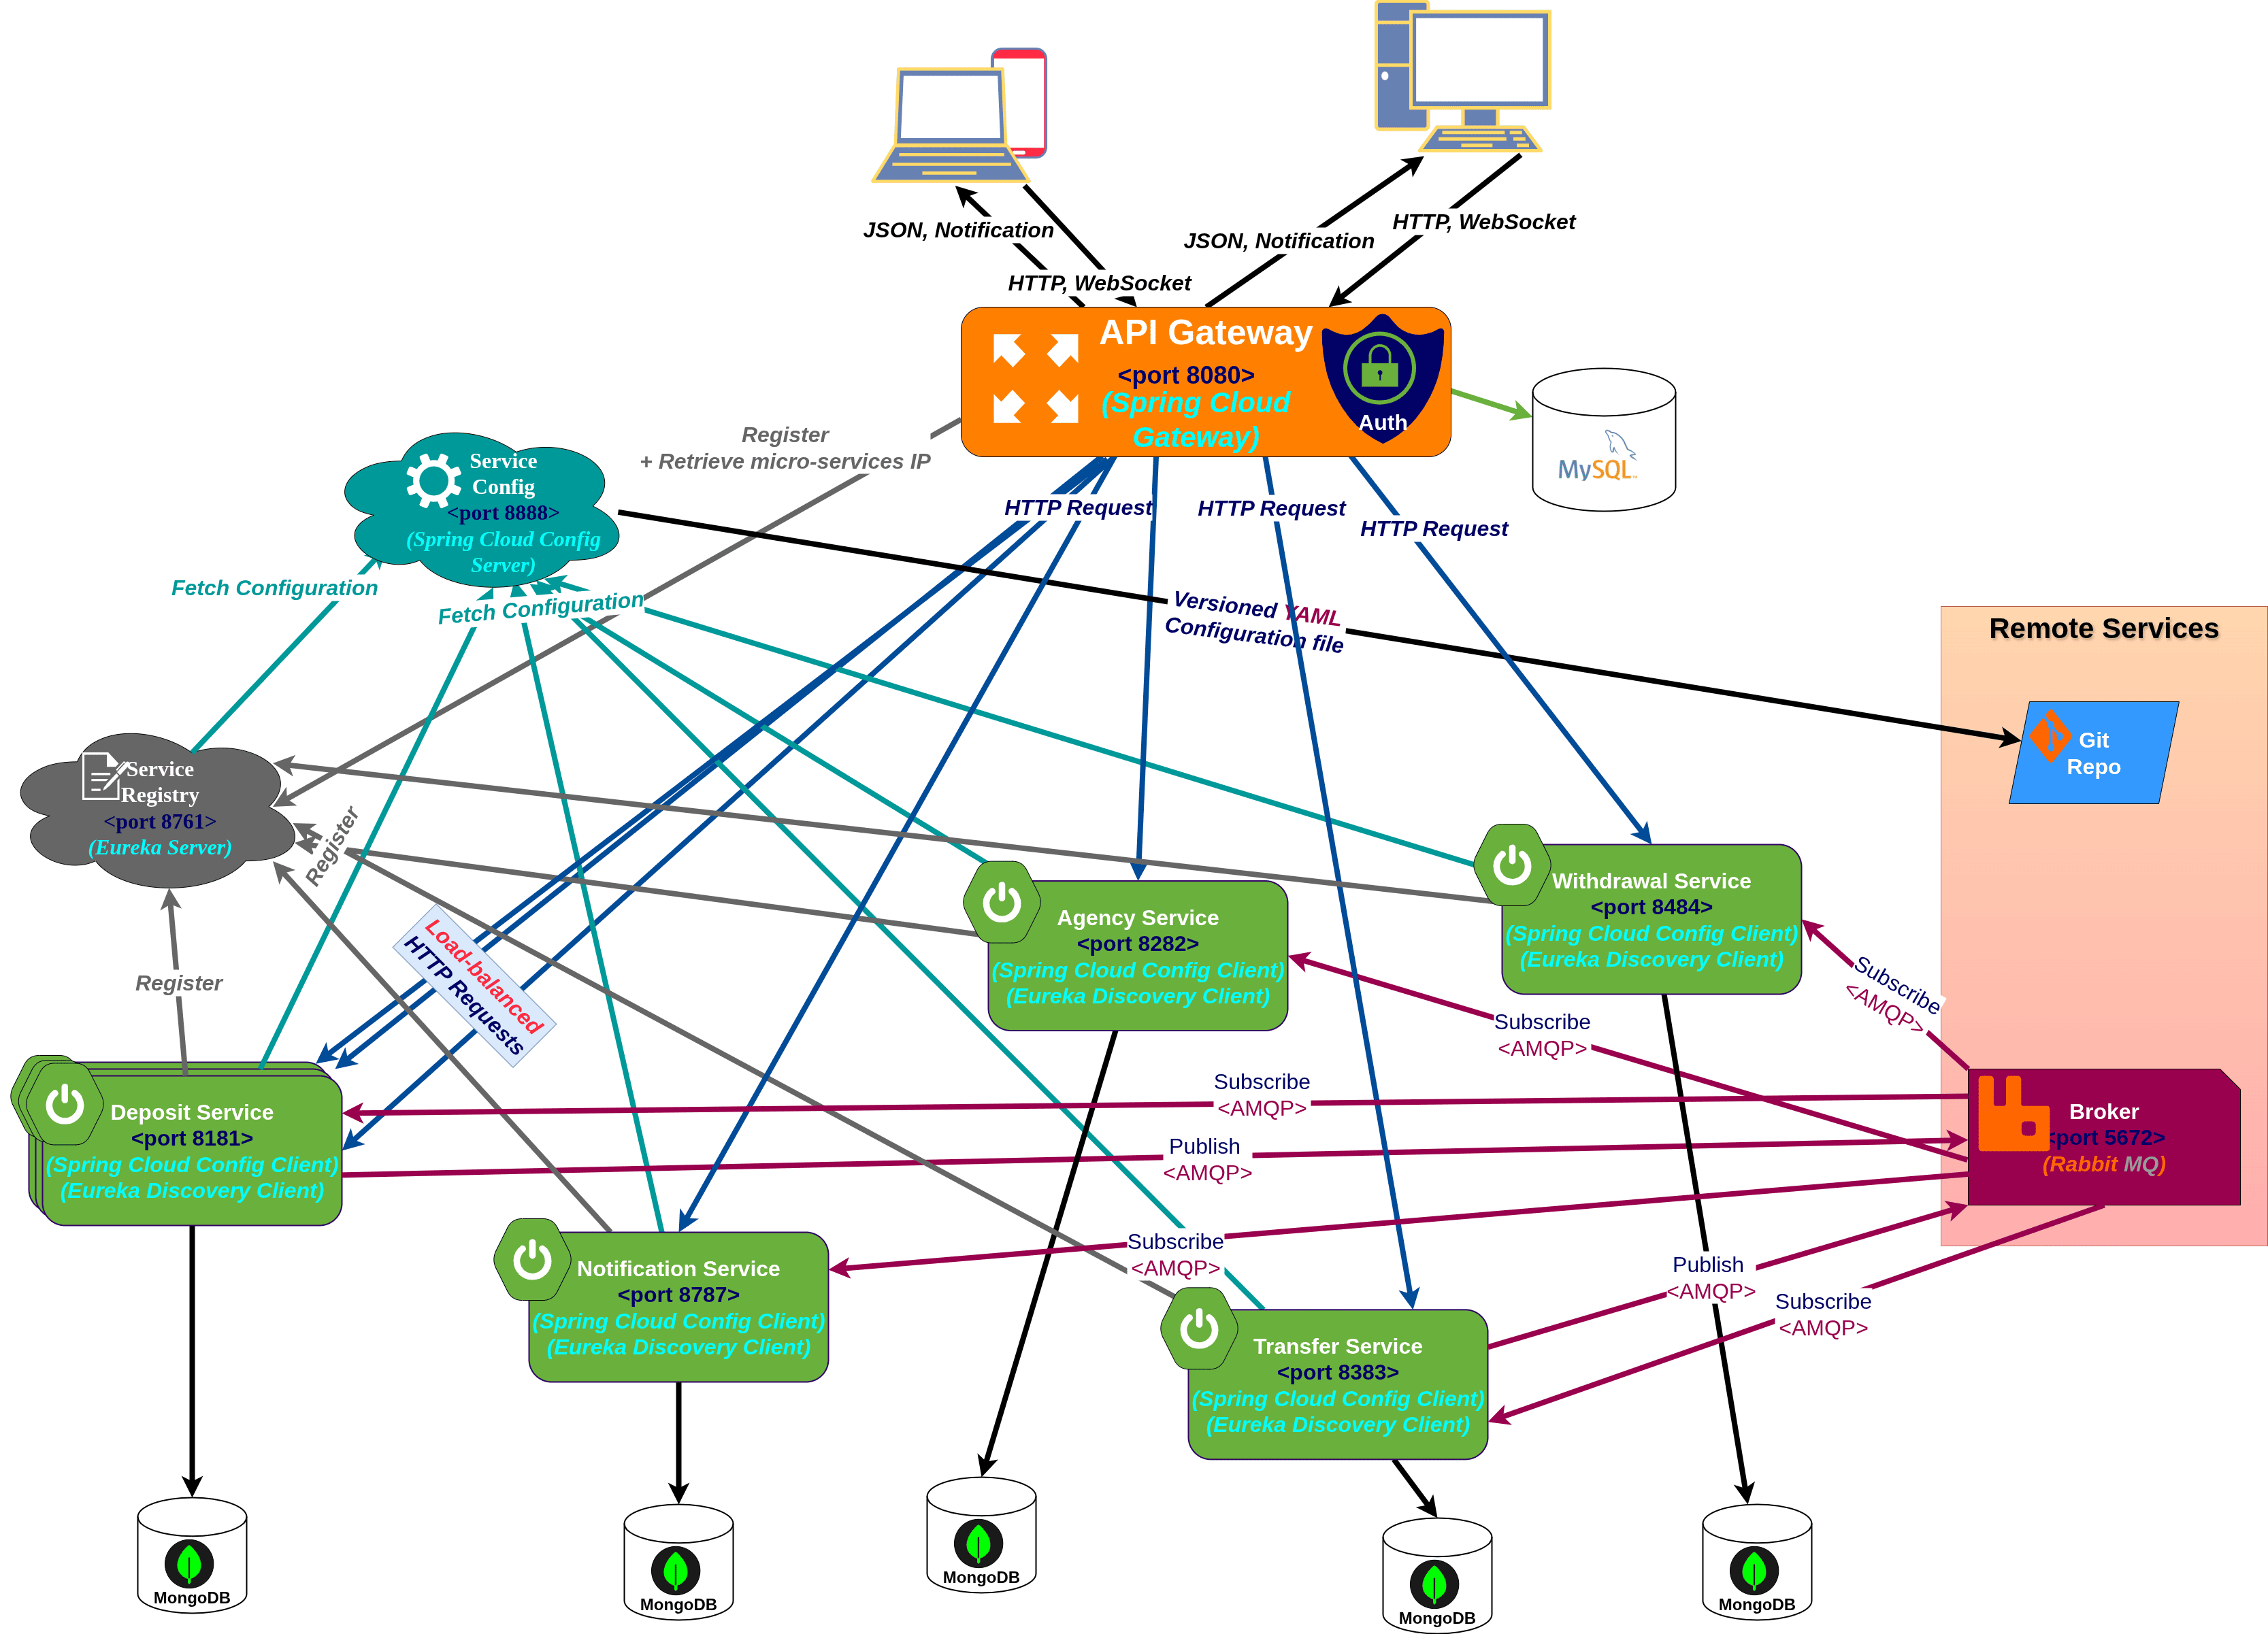 JSON, Notification
HTTP, WebSocket
JSON, Notification
HTTP, WebSocket
API Gateway
<port 8080>
(Spring Cloud
Gateway)
Auth
MySQL
Register
+ Retrieve micro-services IP
Service
Config
<port 8888>
(Spring Cloud Config
Server)
HTTP Request
HTTP Request
HTTP Request
Fetch Configuration
Fetch Configuration
Versioned YAML
Configuration file
Remote Services
Git
Repo
Service
Registry
<port 8761>
(Eureka Server)
Register
Register
Load-balanced
HTTP Requests
Agency Service
<port 8282>
(Spring Cloud Config Client)
(Eureka Discovery Client)
Withdrawal Service
<port 8484>
(Spring Cloud Config Client)
(Eureka Discovery Client)
Subscribe
<AMQP>
Subscribe
<AMQP>
Subscribe
<AMQP>
Publish
<AMQP>
Broker
<port 5672>
(Rabbit MQ)
Deposit Service
<port 8181>
(Spring Cloud Config Client)
(Eureka Discovery Client)
Subscribe
<AMQP>
Publish
<AMQP>
Subscribe
<AMQP>
Notification Service
<port 8787>
(Spring Cloud Config Client)
(Eureka Discovery Client)
Transfer Service
<port 8383>
(Spring Cloud Config Client)
(Eureka Discovery Client)
MongoDB
MongoDB
MongoDB
MongoDB
MongoDB